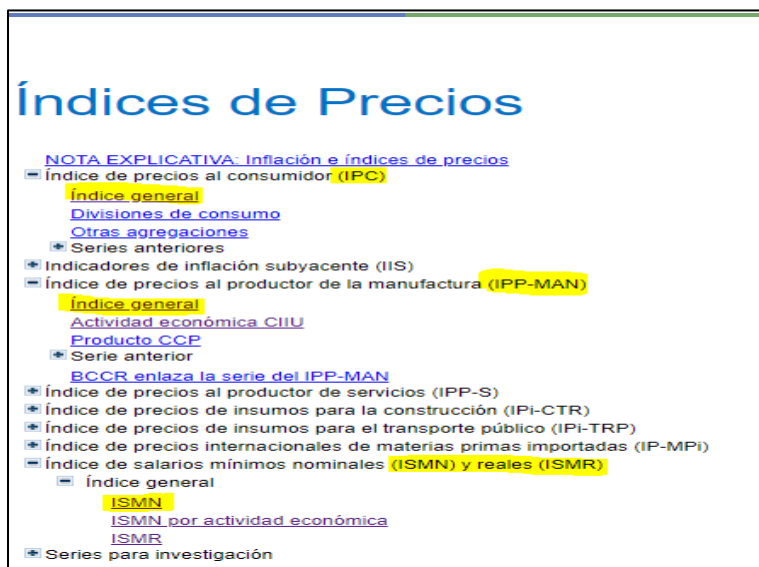 Índices de Precios
NOTA EXPLICATIVA: Inflación e índices de precios
Índice de precios al consumidor (IPC)
Índice general
Divisiones de consumo
Otras agregaciones
Series anteriores
Indicadores de inflación subyacente (IIS)
Índice de precios al productor de la manufactura (IPP-MAN)
Índice general
Actividad económica CIIU
Producto CCP
Serie anterior
BCCR enlaza la serie del IPP-MAN
Índice de precios al productor de servicios (IPP-S)
Índice de precios de insumos para la construcción (IPi-CTR)
Índice de precios de insumos para el transporte público (IPi-TRP)
Índice de precios internacionales de materias primas importadas (IP-MPi)
Índice de salarios mínimos nominales (ISMN) y reales (ISMR)
Índice general
ISMN
ISMN por actividad económica
ISMR
Series para investigación